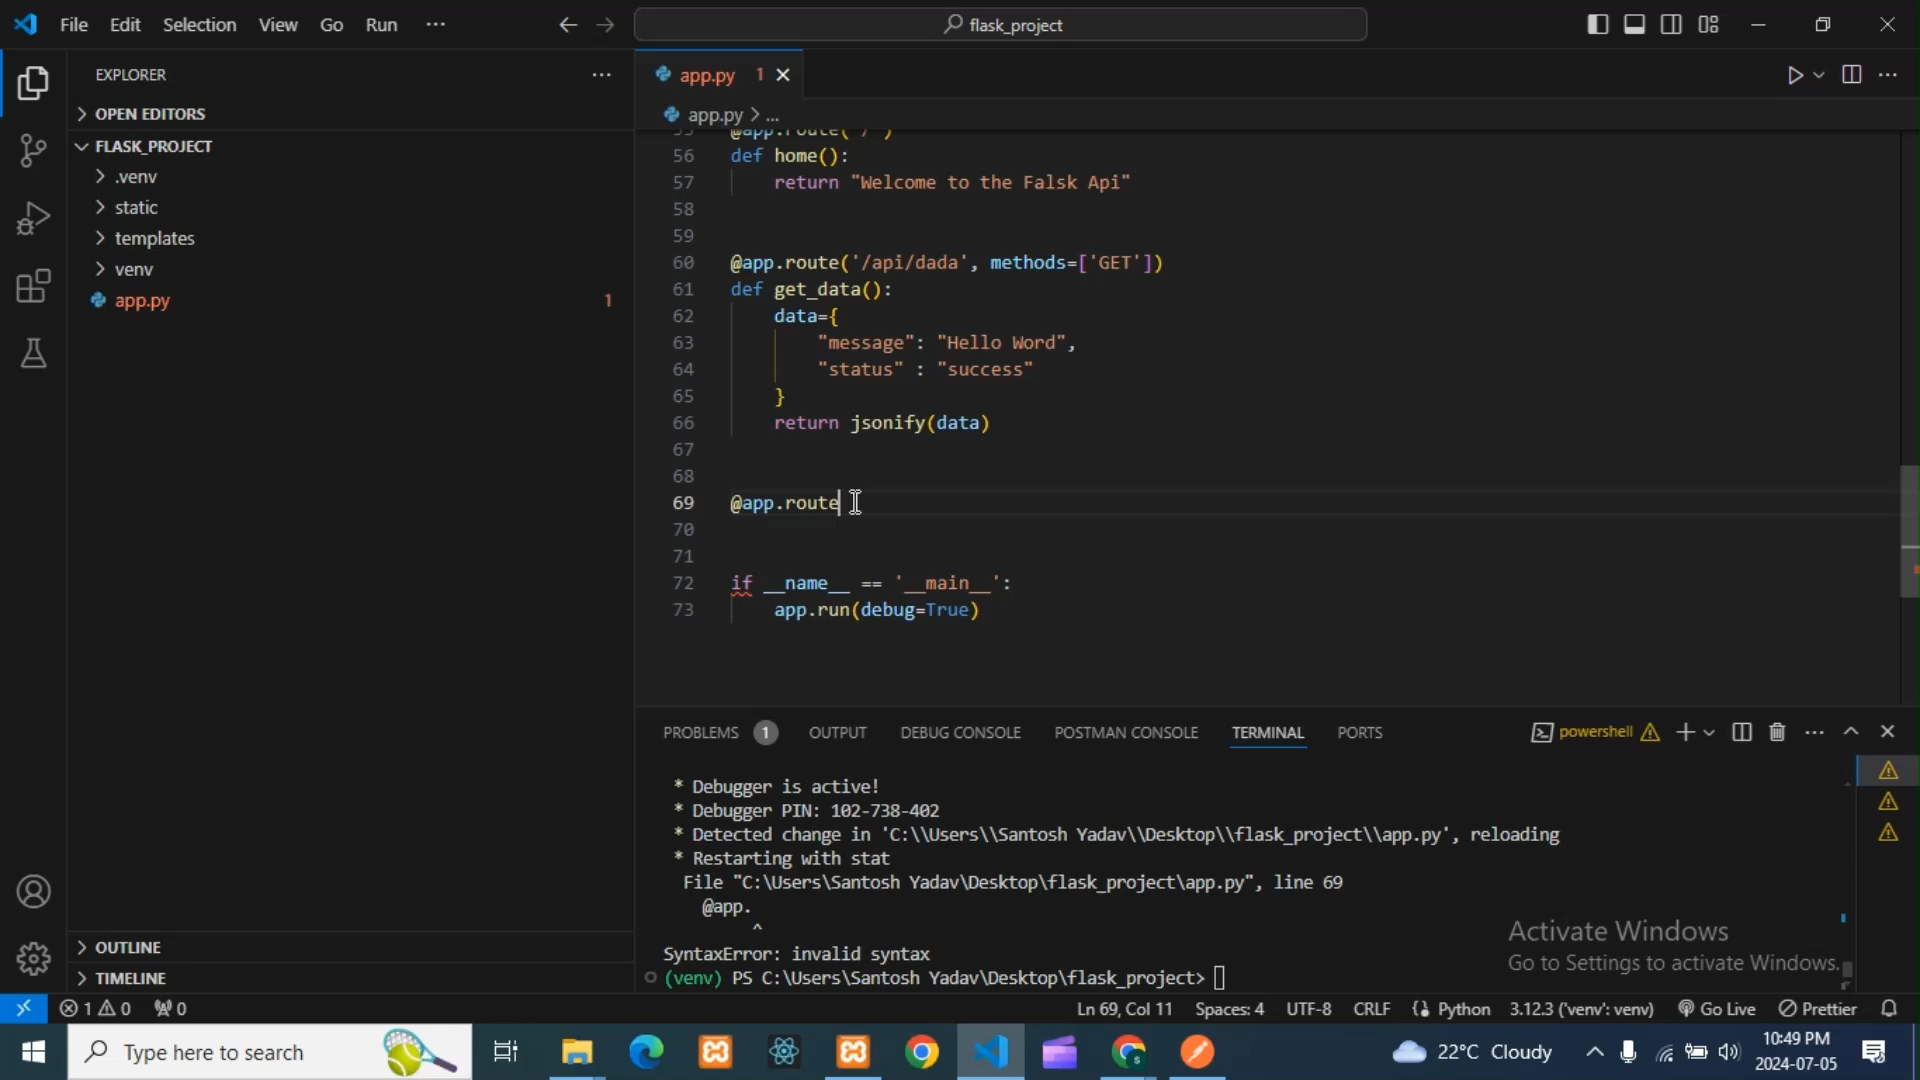 File Edit Selection View Go Run ···
flask_project
EXPLORER
OPEN EDITORS
FLASK_PROJECT
.venv
static
templates
venv
app.py 1
OUTLINE
TIMELINE
app.py 1
app.py > ...
55 @app.route('/')
56 def home():
57 return "Welcome to the Falsk Api"
58
59
60 @app.route('/api/dada', methods=['GET'])
61 def get_data():
62 data={
63 "message": "Hello Word",
64 "status" : "success"
65 }
66 return jsonify(data)
67
68
69 @app.route
70
71
72 if __name__ == '__main__':
73 app.run(debug=True)
PROBLEMS 1 OUTPUT DEBUG CONSOLE POSTMAN CONSOLE TERMINAL PORTS powershell
* Debugger is active!
* Debugger PIN: 102-738-402
* Detected change in 'C:\\Users\\Santosh Yadav\\Desktop\\flask_project\\app.py', reloading
* Restarting with stat
File "C:\Users\Santosh Yadav\Desktop\flask_project\app.py", line 69
@app.
^
SyntaxError: invalid syntax
(venv) PS C:\Users\Santosh Yadav\Desktop\flask_project>
Activate Windows
Go to Settings to activate Windows.
1 0 0 Ln 69, Col 11 Spaces: 4 UTF-8 CRLF Python 3.12.3 ('venv': venv) Go Live Prettier
Type here to search
22°C Cloudy
10:49 PM
2024-07-05